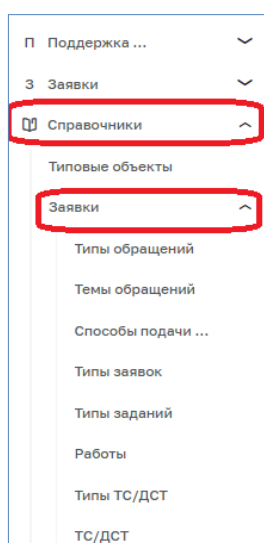 П Поддержка ...
З Заявки
Справочники
Типовые объекты
Заявки
Типы обращений
Темы обращений
Способы подачи ...
Типы заявок
Типы заданий
Работы
Типы ТС/ДСТ
ТС/ДСТ